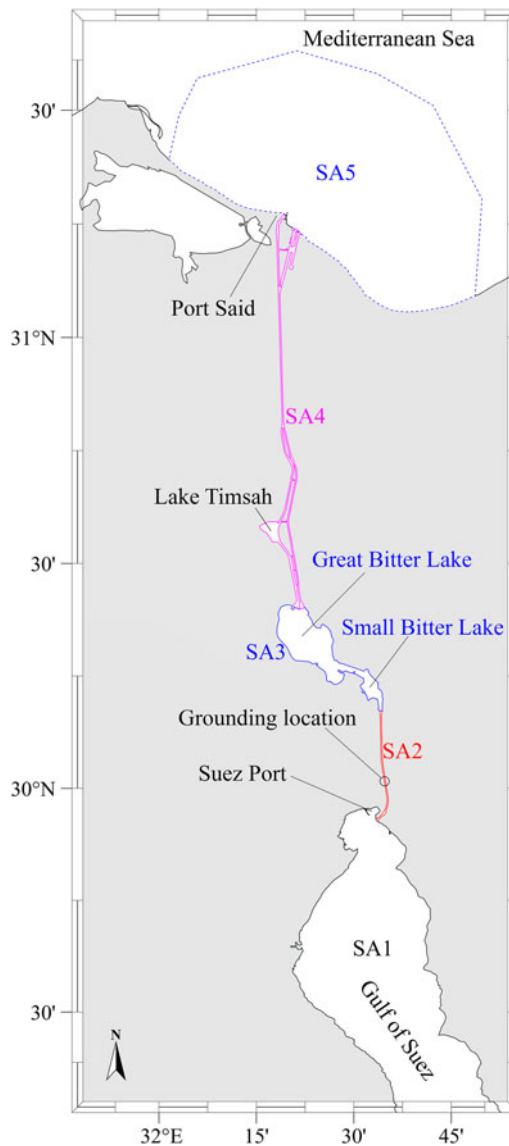 Mediterranean Sea
30'
SA5
Port Said
31°N
SA4
Lake Timsah
30'
Great Bitter Lake
Small Bitter Lake
SA3
Grounding location
SA2
Suez Port
30°N
SA1
Gulf of Suez
30'
N
32°E 15' 30' 45'